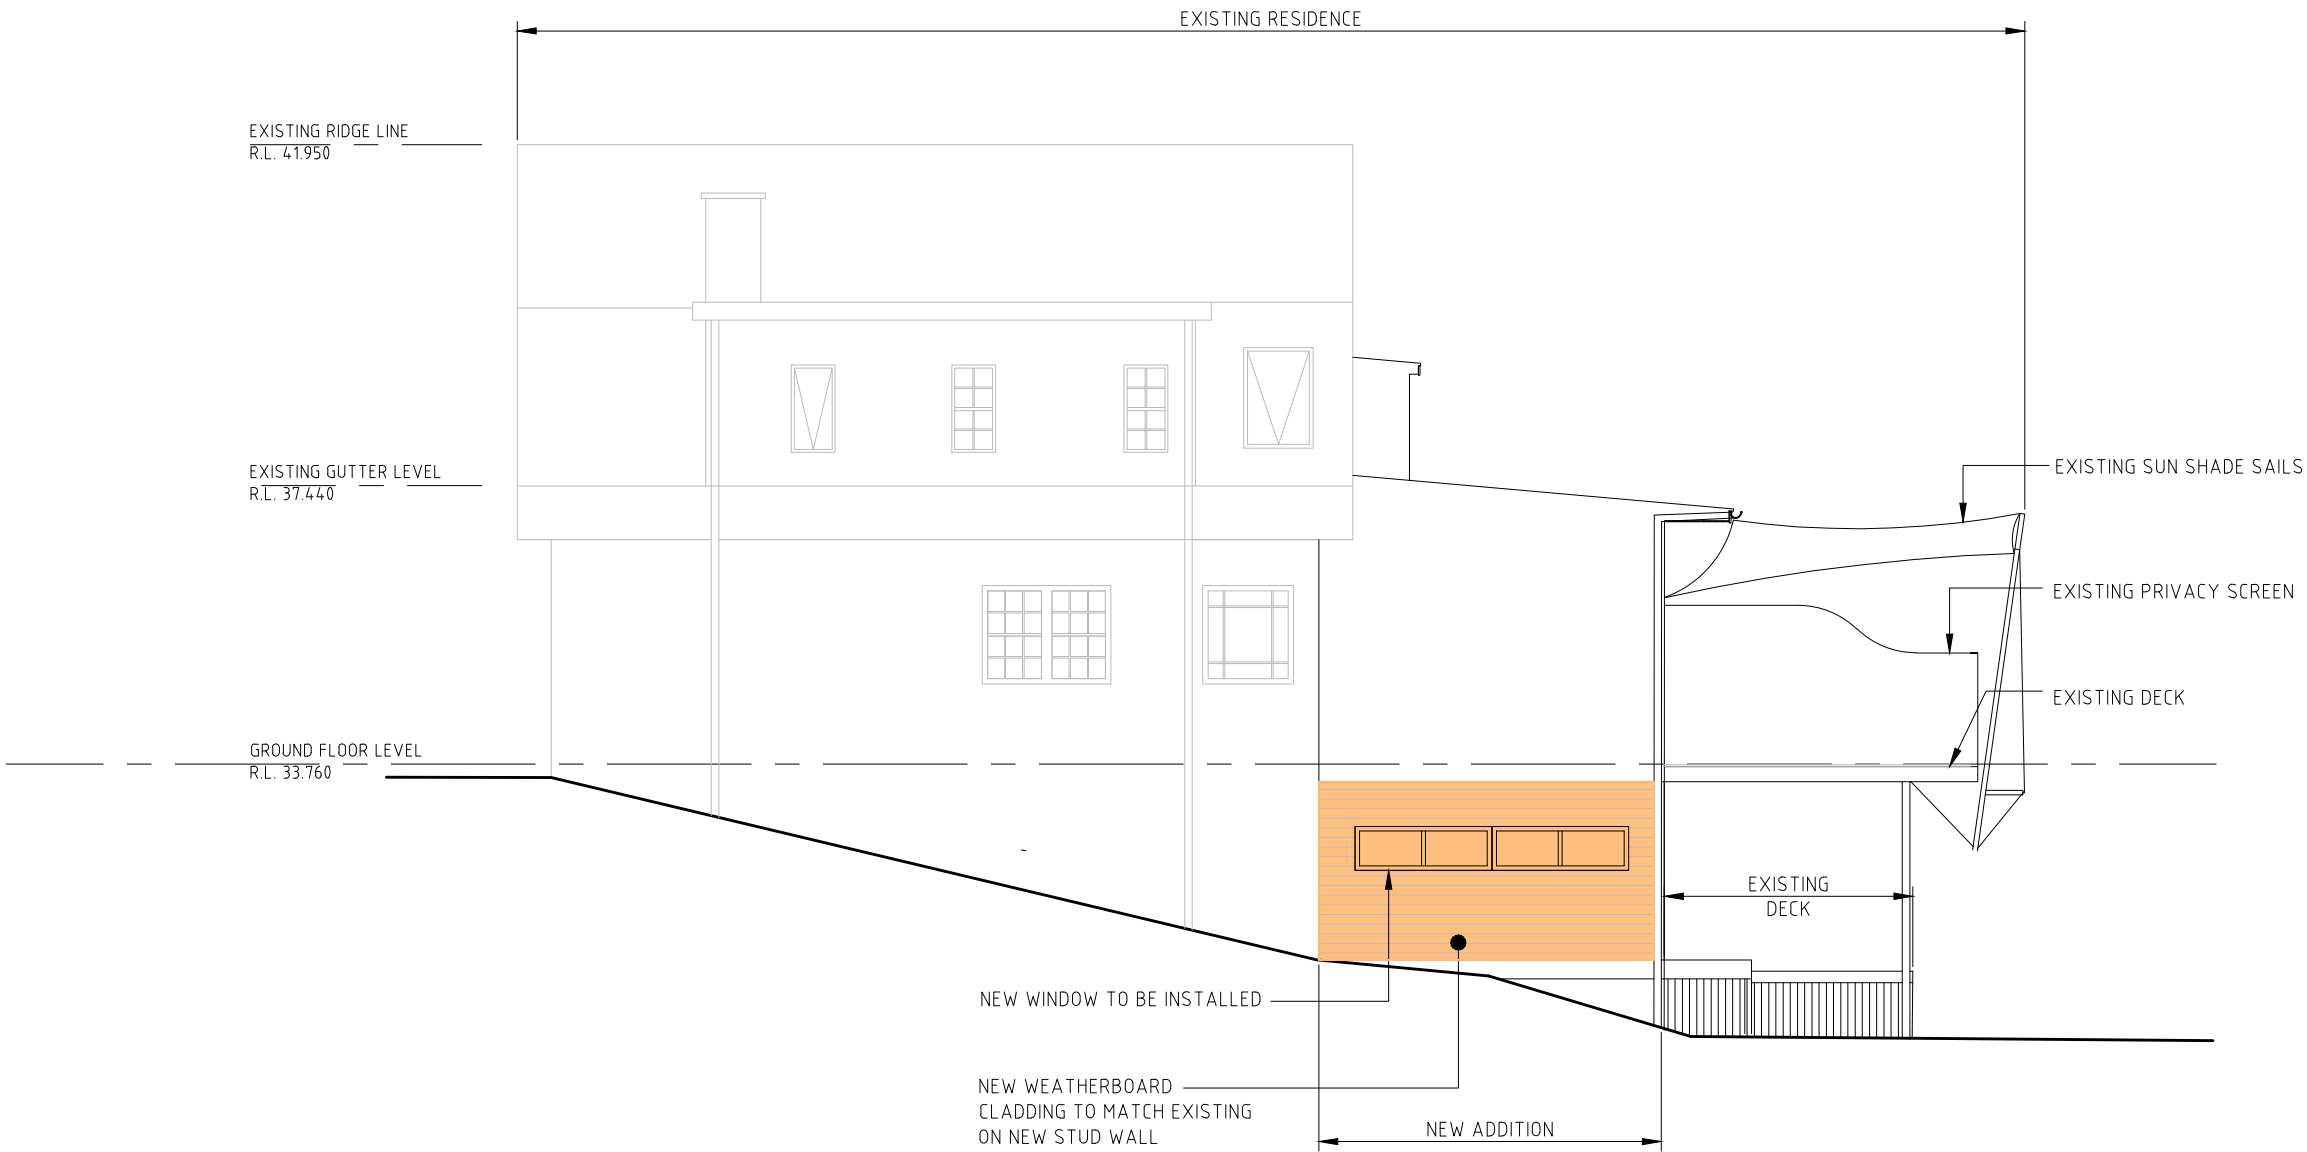 EXISTING RESIDENCE
EXISTING RIDGE LINE
R.L. 41.950
EXISTING GUTTER LEVEL
R.L. 37.440
EXISTING SUN SHADE SAILS
EXISTING PRIVACY SCREEN
EXISTING DECK
GROUND FLOOR LEVEL
R.L. 33.760
EXISTING
DECK
NEW WINDOW TO BE INSTALLED
NEW WEATHERBOARD
CLADDING TO MATCH EXISTING
ON NEW STUD WALL
NEW ADDITION